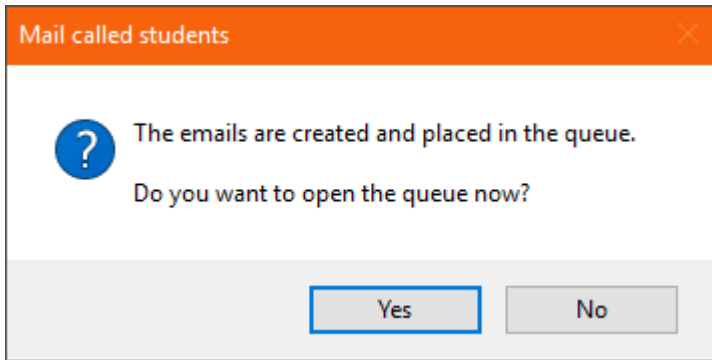 Mail called students
The emails are created and placed in the queue.
Do you want to open the queue now?
Yes
No